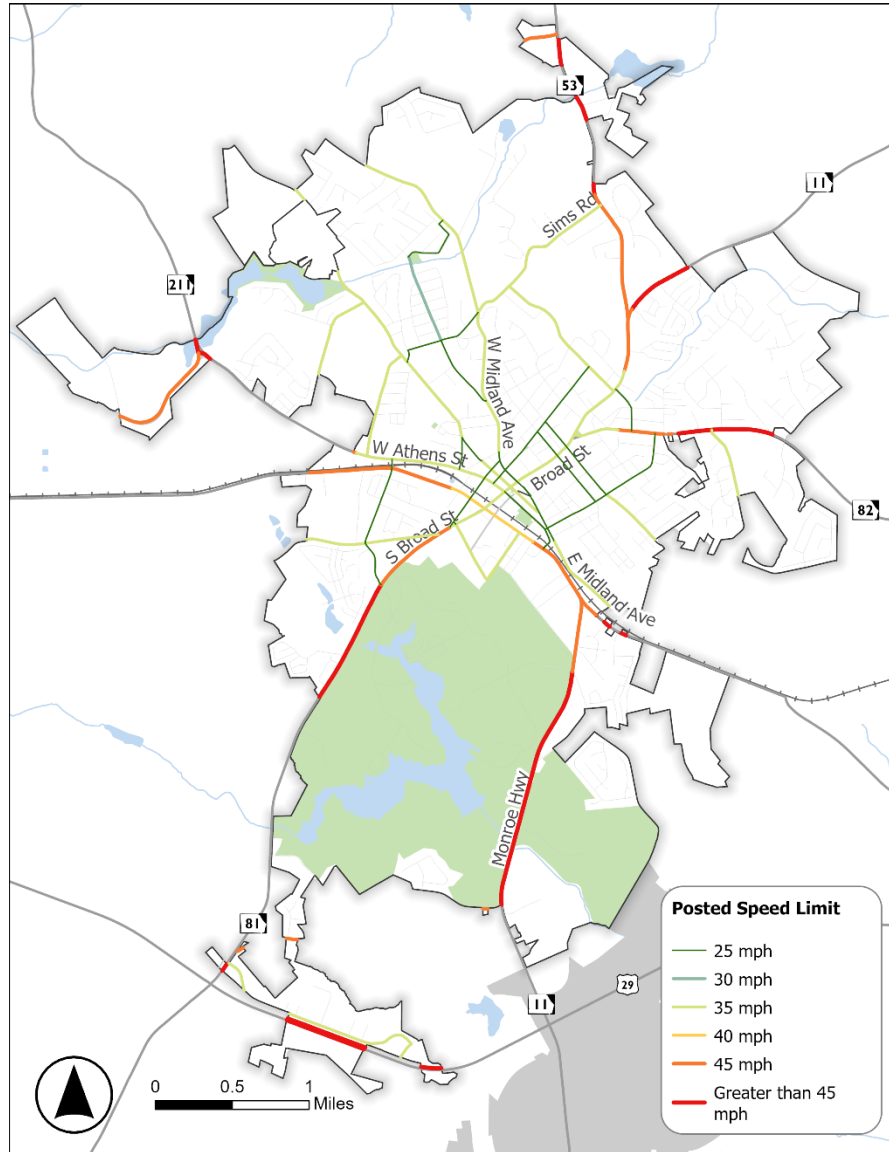 53
11
Sims Rd
211
W Midland Ave
W Athens St
N Broad St
82
S Broad St
E Midland Ave
Monroe Hwy
81
29
11
Posted Speed Limit
25 mph
30 mph
35 mph
40 mph
45 mph
Greater than 45
mph
0 0.5 1
Miles